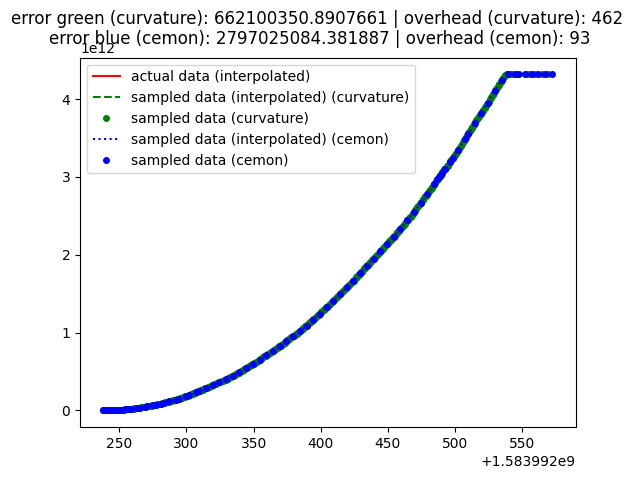 error green (curvature): 662100350.8907661 | overhead (curvature): 462
error blue (cemon): 2797025084.381887 | overhead (cemon): 93
1e12
actual data (interpolated)
sampled data (interpolated) (curvature)
sampled data (curvature)
sampled data (interpolated) (cemon)
sampled data (cemon)
4
3
2
1
0
250 300 350 400 450 500 550
+1.583992e9